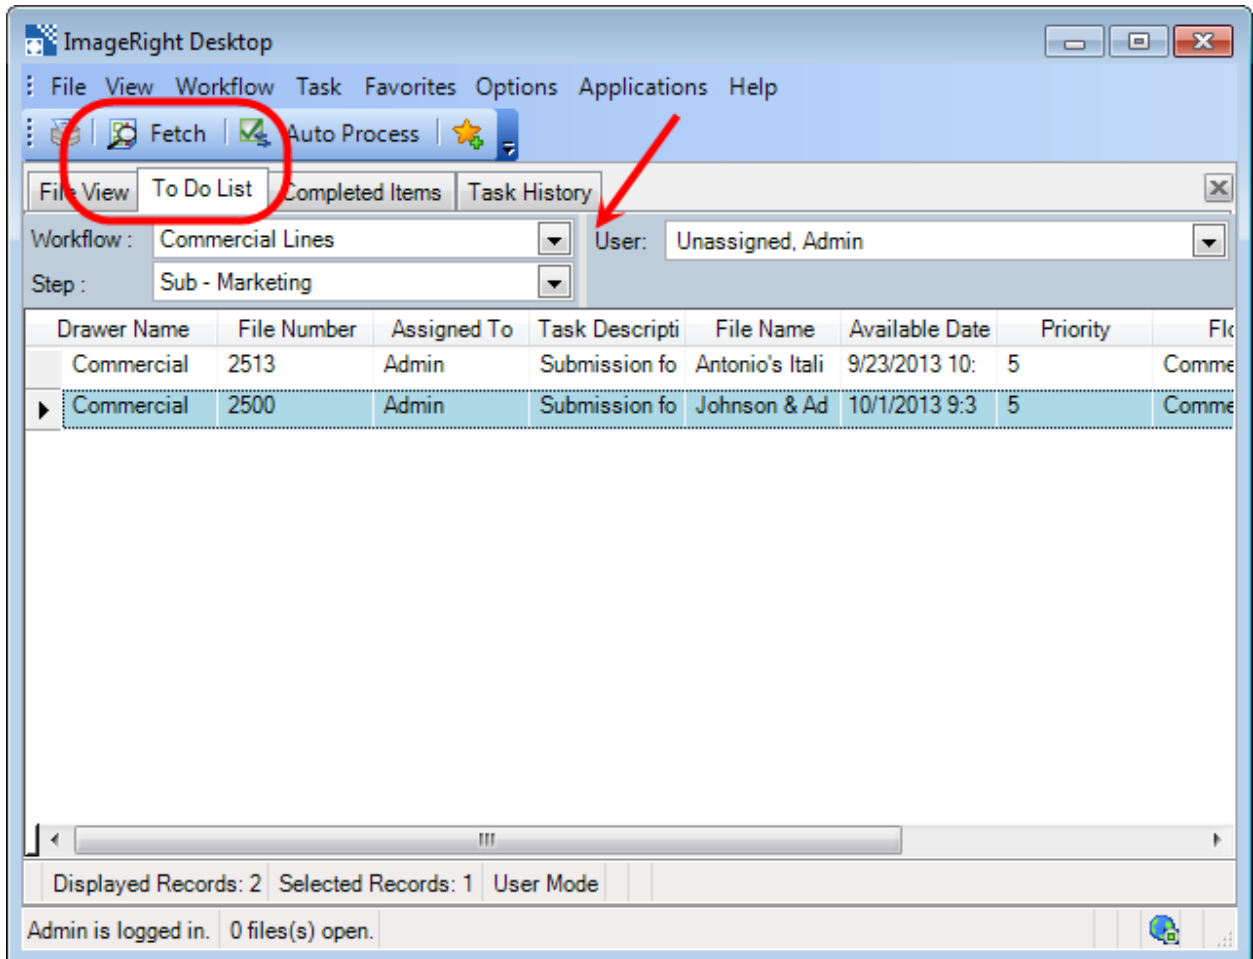 ImageRight Desktop
File View Workflow Task Favorites Options Applications Help
Fetch Auto Process
File View To Do List Completed Items Task History
Workflow : Commercial Lines User: Unassigned, Admin
Step : Sub - Marketing
Drawer Name File Number Assigned To Task Descripti File Name Available Date Priority Flo
Commercial 2513 Admin Submission fo Antonio's Itali 9/23/2013 10: 5 Comme
Commercial 2500 Admin Submission fo Johnson & Ad 10/1/2013 9:3 5 Comme
Displayed Records: 2 Selected Records: 1 User Mode
Admin is logged in. 0 files(s) open.